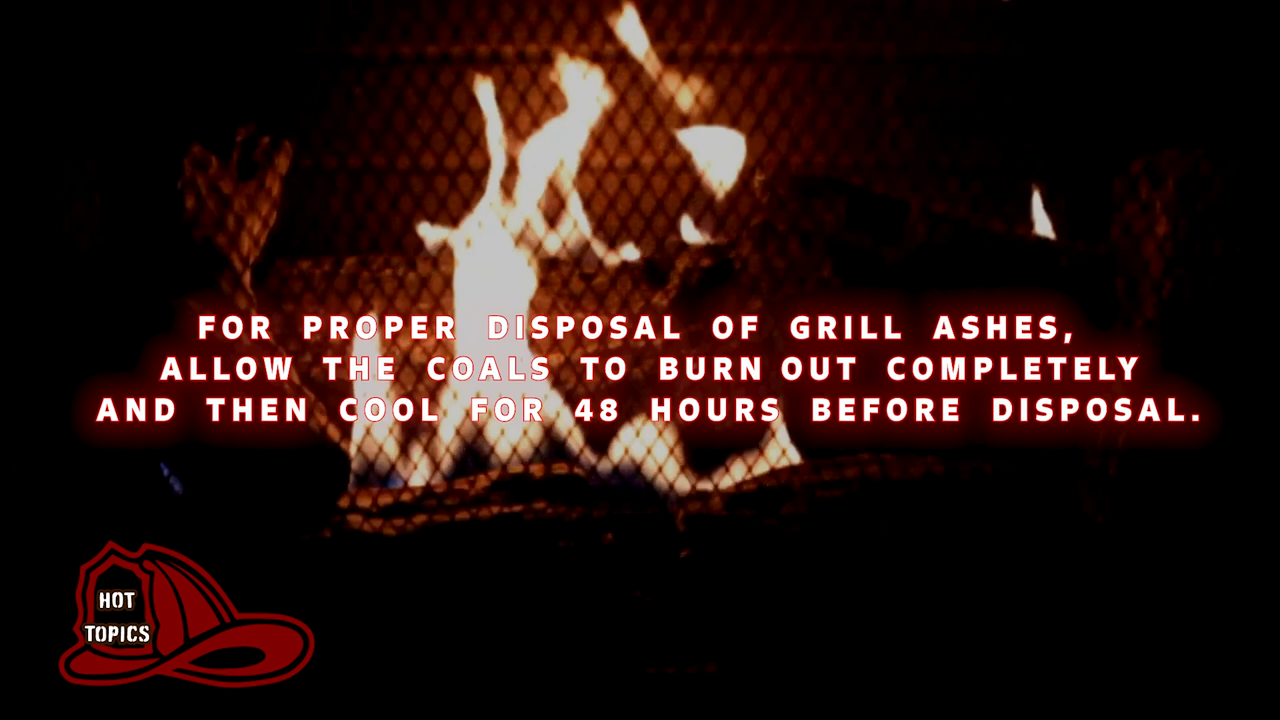 FOR PROPER DISPOSAL OF GRILL ASHES,
ALLOW THE COALS TO BURN OUT COMPLETELY
AND THEN COOL FOR 48 HOURS BEFORE DISPOSAL.
HOT
TOPICS